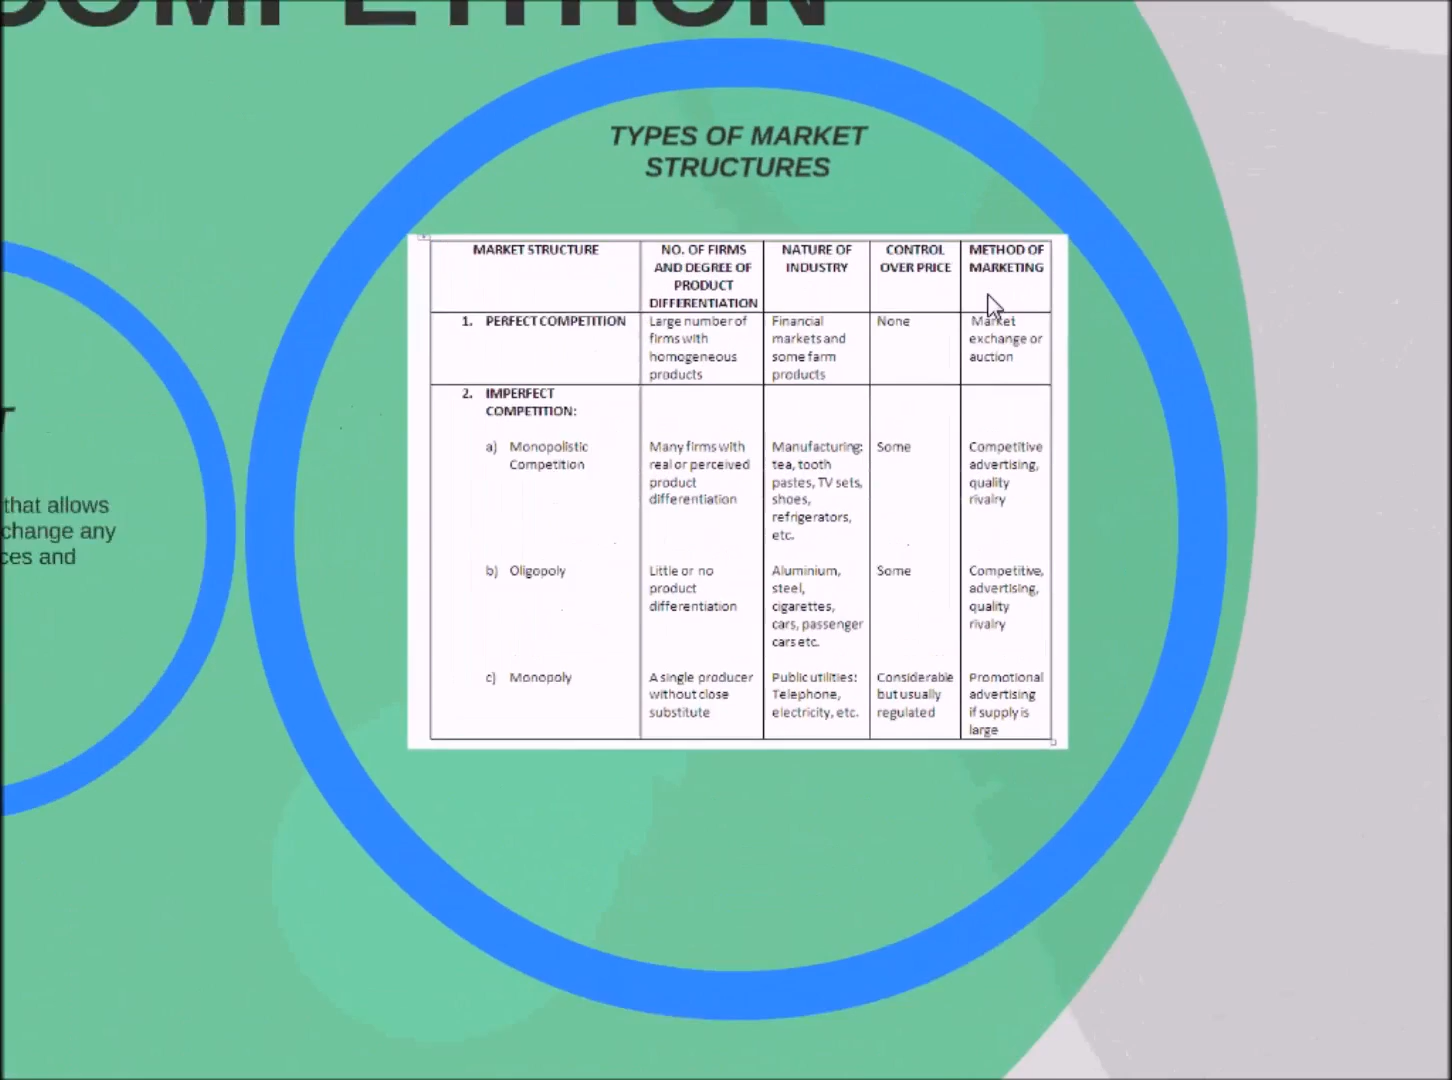 COMPETITION
TYPES OF MARKET
STRUCTURES
MARKET STRUCTURE
NO. OF FIRMS
AND DEGREE OF
PRODUCT
DIFFERENTIATION
NATURE OF
INDUSTRY
CONTROL
OVER PRICE
METHOD OF
MARKETING
1. PERFECT COMPETITION
Large number of
firms with
homogeneous
products
Financial
markets and
some farm
products
None
Market
exchange or
auction
2. IMPERFECT
COMPETITION:
a) Monopolistic
Competition
Many firms with
real or perceived
product
differentiation
Manufacturing:
tea, tooth
pastes, TV sets,
shoes,
refrigerators,
etc.
Some
Competitive
advertising,
quality
rivalry
b) Oligopoly
Little or no
product
differentiation
Aluminium,
steel,
cigarettes,
cars, passenger
cars etc.
Some
Competitive,
advertising,
quality
rivalry
c) Monopoly
A single producer
without close
substitute
Public utilities:
Telephone,
electricity, etc.
Considerable
but usually
regulated
Promotional
advertising
if supply is
large
that allows
change any
and